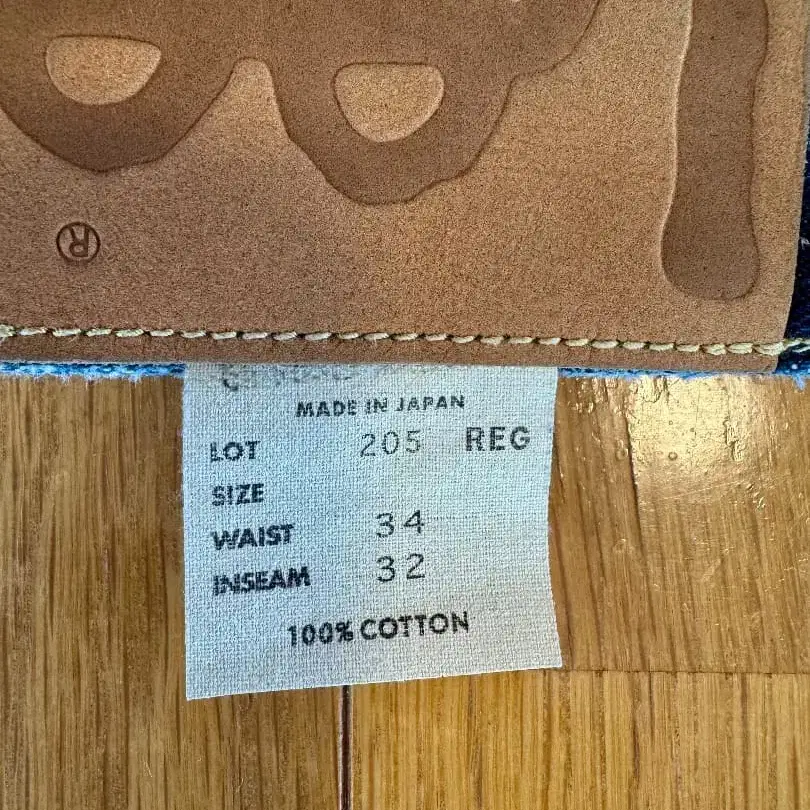 ®
MADE IN JAPAN
LOT 205 REG
SIZE
WAIST 34
INSEAM 32
100% COTTON